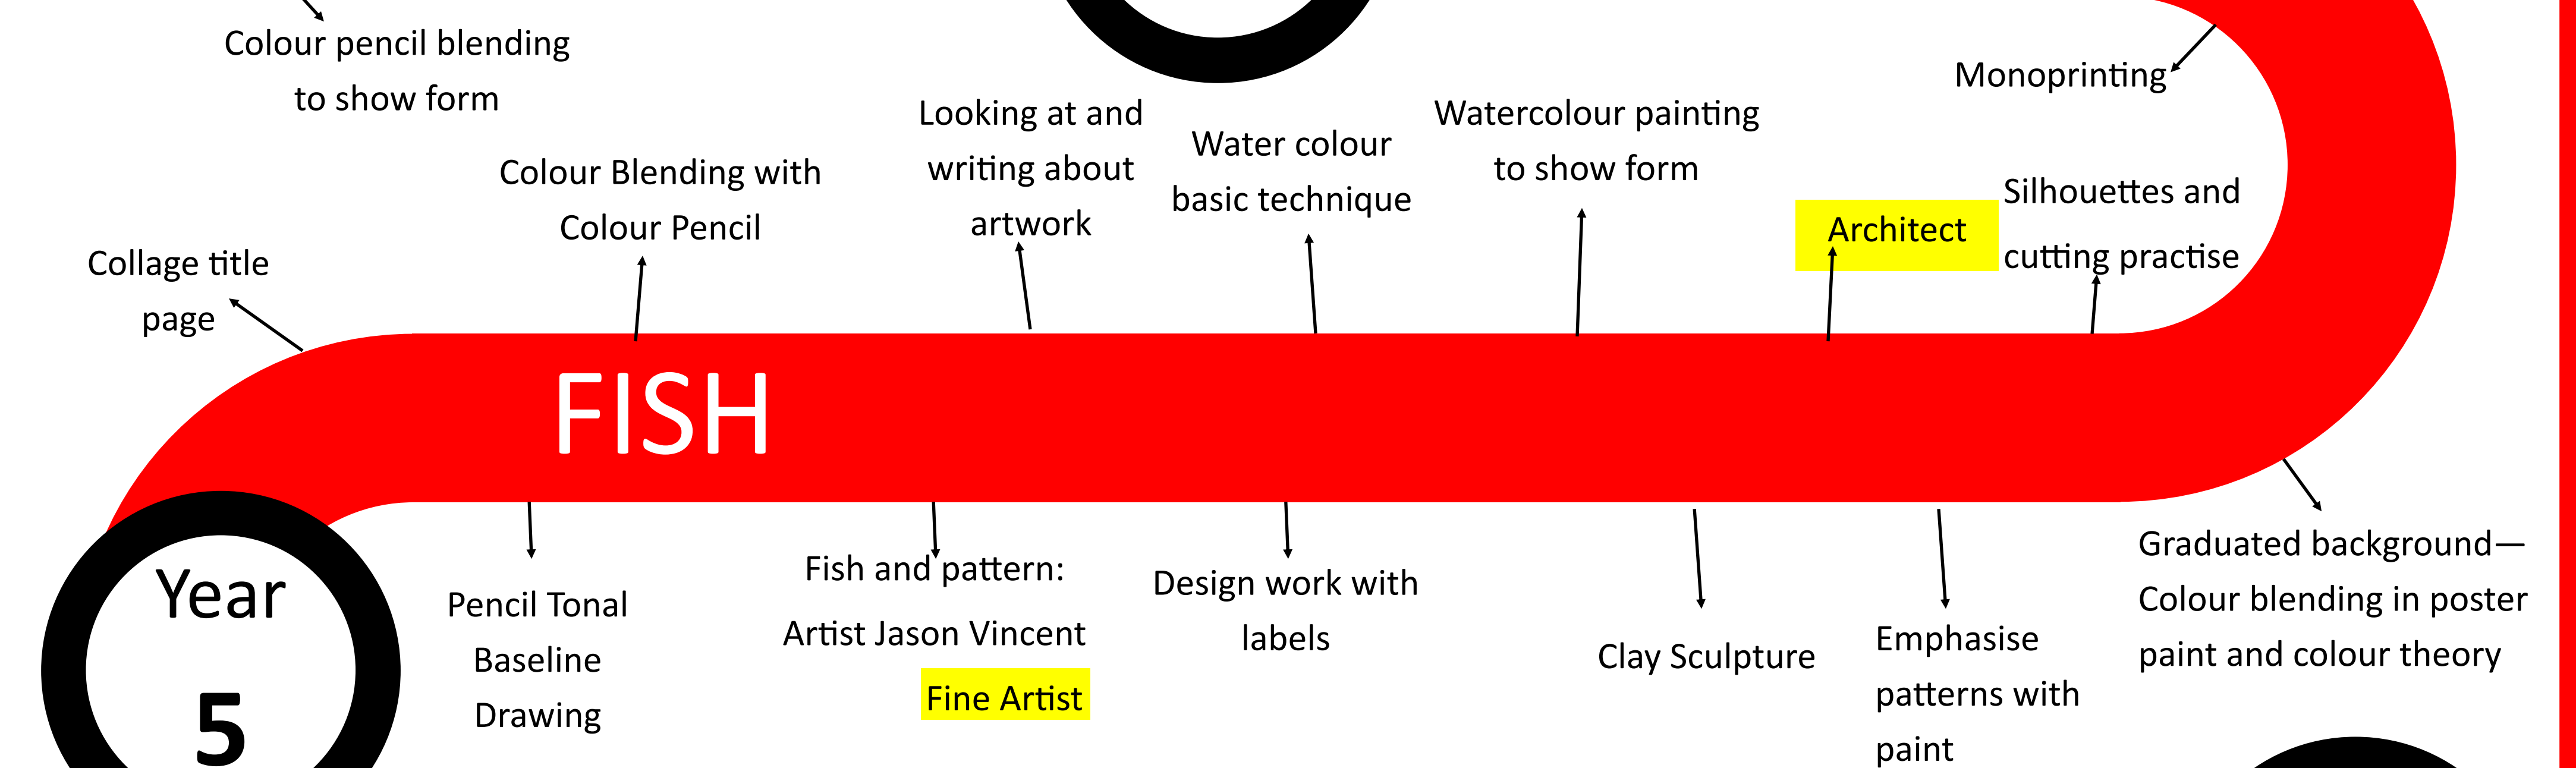 Colour pencil blending
to show form
Monoprinting
Looking at and
writing about
artwork
Water colour
basic technique
Watercolour painting
to show form
Colour Blending with
Colour Pencil
Architect
Silhouettes and
cutting practise
Collage title
page
FISH
Year
5
Pencil Tonal
Baseline
Drawing
Fish and pattern:
Artist Jason Vincent
Fine Artist
Design work with
labels
Clay Sculpture
Emphasise
patterns with
paint
Graduated background—
Colour blending in poster
paint and colour theory